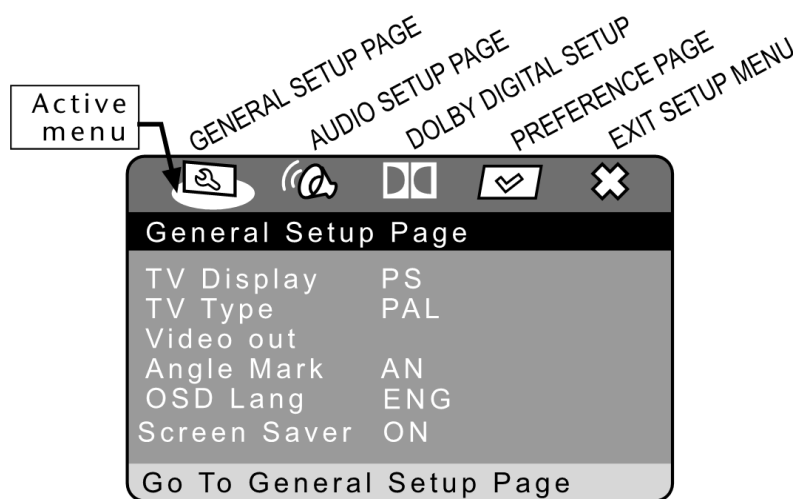 GENERAL SETUP PAGE
AUDIO SETUP PAGE
DOLBY DIGITAL SETUP
PREFERENCE PAGE
EXIT SETUP MENU
Active
menu
General Setup Page
TV Display PS
TV Type PAL
Video out
Angle Mark AN
OSD Lang ENG
Screen Saver ON
Go To General Setup Page